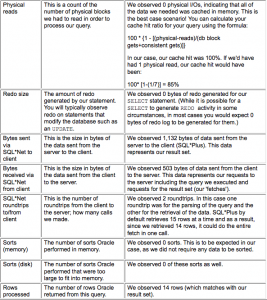 Physical reads
This is a count of the number of physical blocks we had to read in order to process our query.
We observed 0 physical I/Os, indicating that all of the data we needed was cached in memory. This is the best case scenario! You can calculate your cache hit ratio for your query using the formula:
100 * (1 - [(physical reads)/(db block gets+consistent gets)])
In our case, our cache hit was 100%. If we'd had 1 physical read, our cache hit would have been:
100* [1-(1/7)] = 85%
Redo size
The amount of redo generated by our statement. You will typically observe redo on statements that modify the database such as an UPDATE.
We observed 0 bytes of redo generated for our SELECT statement. (While it is possible for a SELECT to generate REDO activity in some circumstances, in most cases you would expect 0 bytes redo log to be generated for them.)
Bytes sent via SQL*Net to client
This is the size in bytes of the data sent from the server to the client.
We observed 1,132 bytes of data sent from the server to the client (SQL*Plus). This data represents our result set.
Bytes received via SQL*Net from client
This is the size in bytes of the data sent from the client to the server.
We observed 503 bytes of data sent from the client to the server. This data represents our requests to the server including the query we executed and requests for the result set (our 'fetches').
SQL*Net roundtrips to/from client
This is the number of roundtrips from the client to the server; how many calls we made.
We observed 2 roundtrips. In this case one roundtrip was for the parsing of the query and the other for the retrieval of the data. SQL*Plus by default retrieves 15 rows at a time and as a result, since we retrieved 14 rows, it could do the entire fetch in one call.
Sorts (memory)
The number of sorts Oracle performed in memory.
We observed 0 sorts. This is to be expected in our case, as we did not require any data to be sorted.
Sorts (disk)
The number of sorts Oracle performed that were too large to fit into memory.
We observed 0 of these sorts as well.
Rows processed
The number of rows Oracle returned from this query.
We observed 14 rows (which matches with our result set).